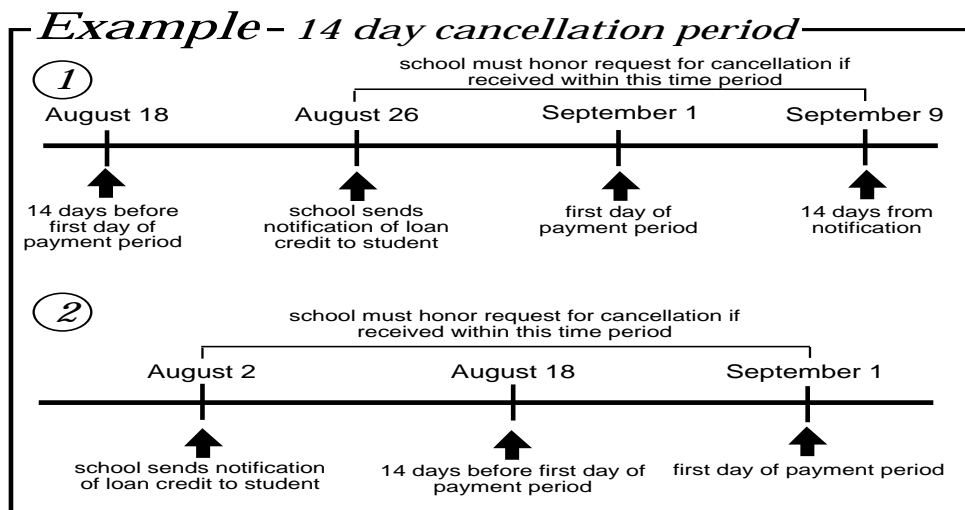 Example - 14 day cancellation period
1
school must honor request for cancellation if
received within this time period
August 18
August 26
September 1
September 9
14 days before
first day of
payment period
school sends
notification of loan
credit to student
first day of
payment period
14 days from
notification
2
school must honor request for cancellation if
received within this time period
August 2
August 18
September 1
school sends notification
of loan credit to student
14 days before first day of
payment period
first day of payment period